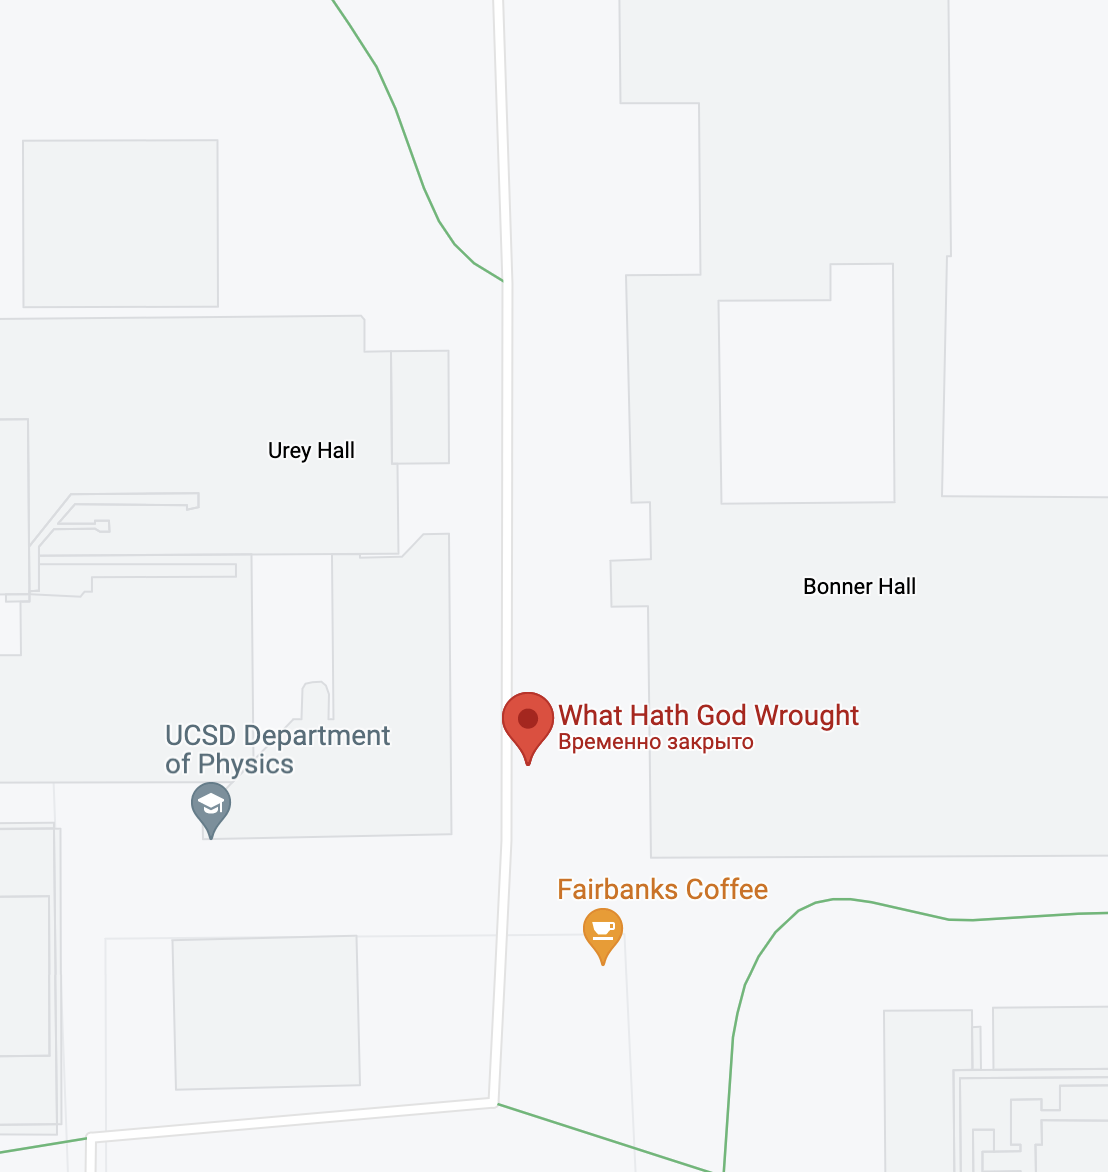 Urey Hall
Bonner Hall
What Hath God Wrought
Временно закрыто
UCSD Department
of Physics
Fairbanks Coffee